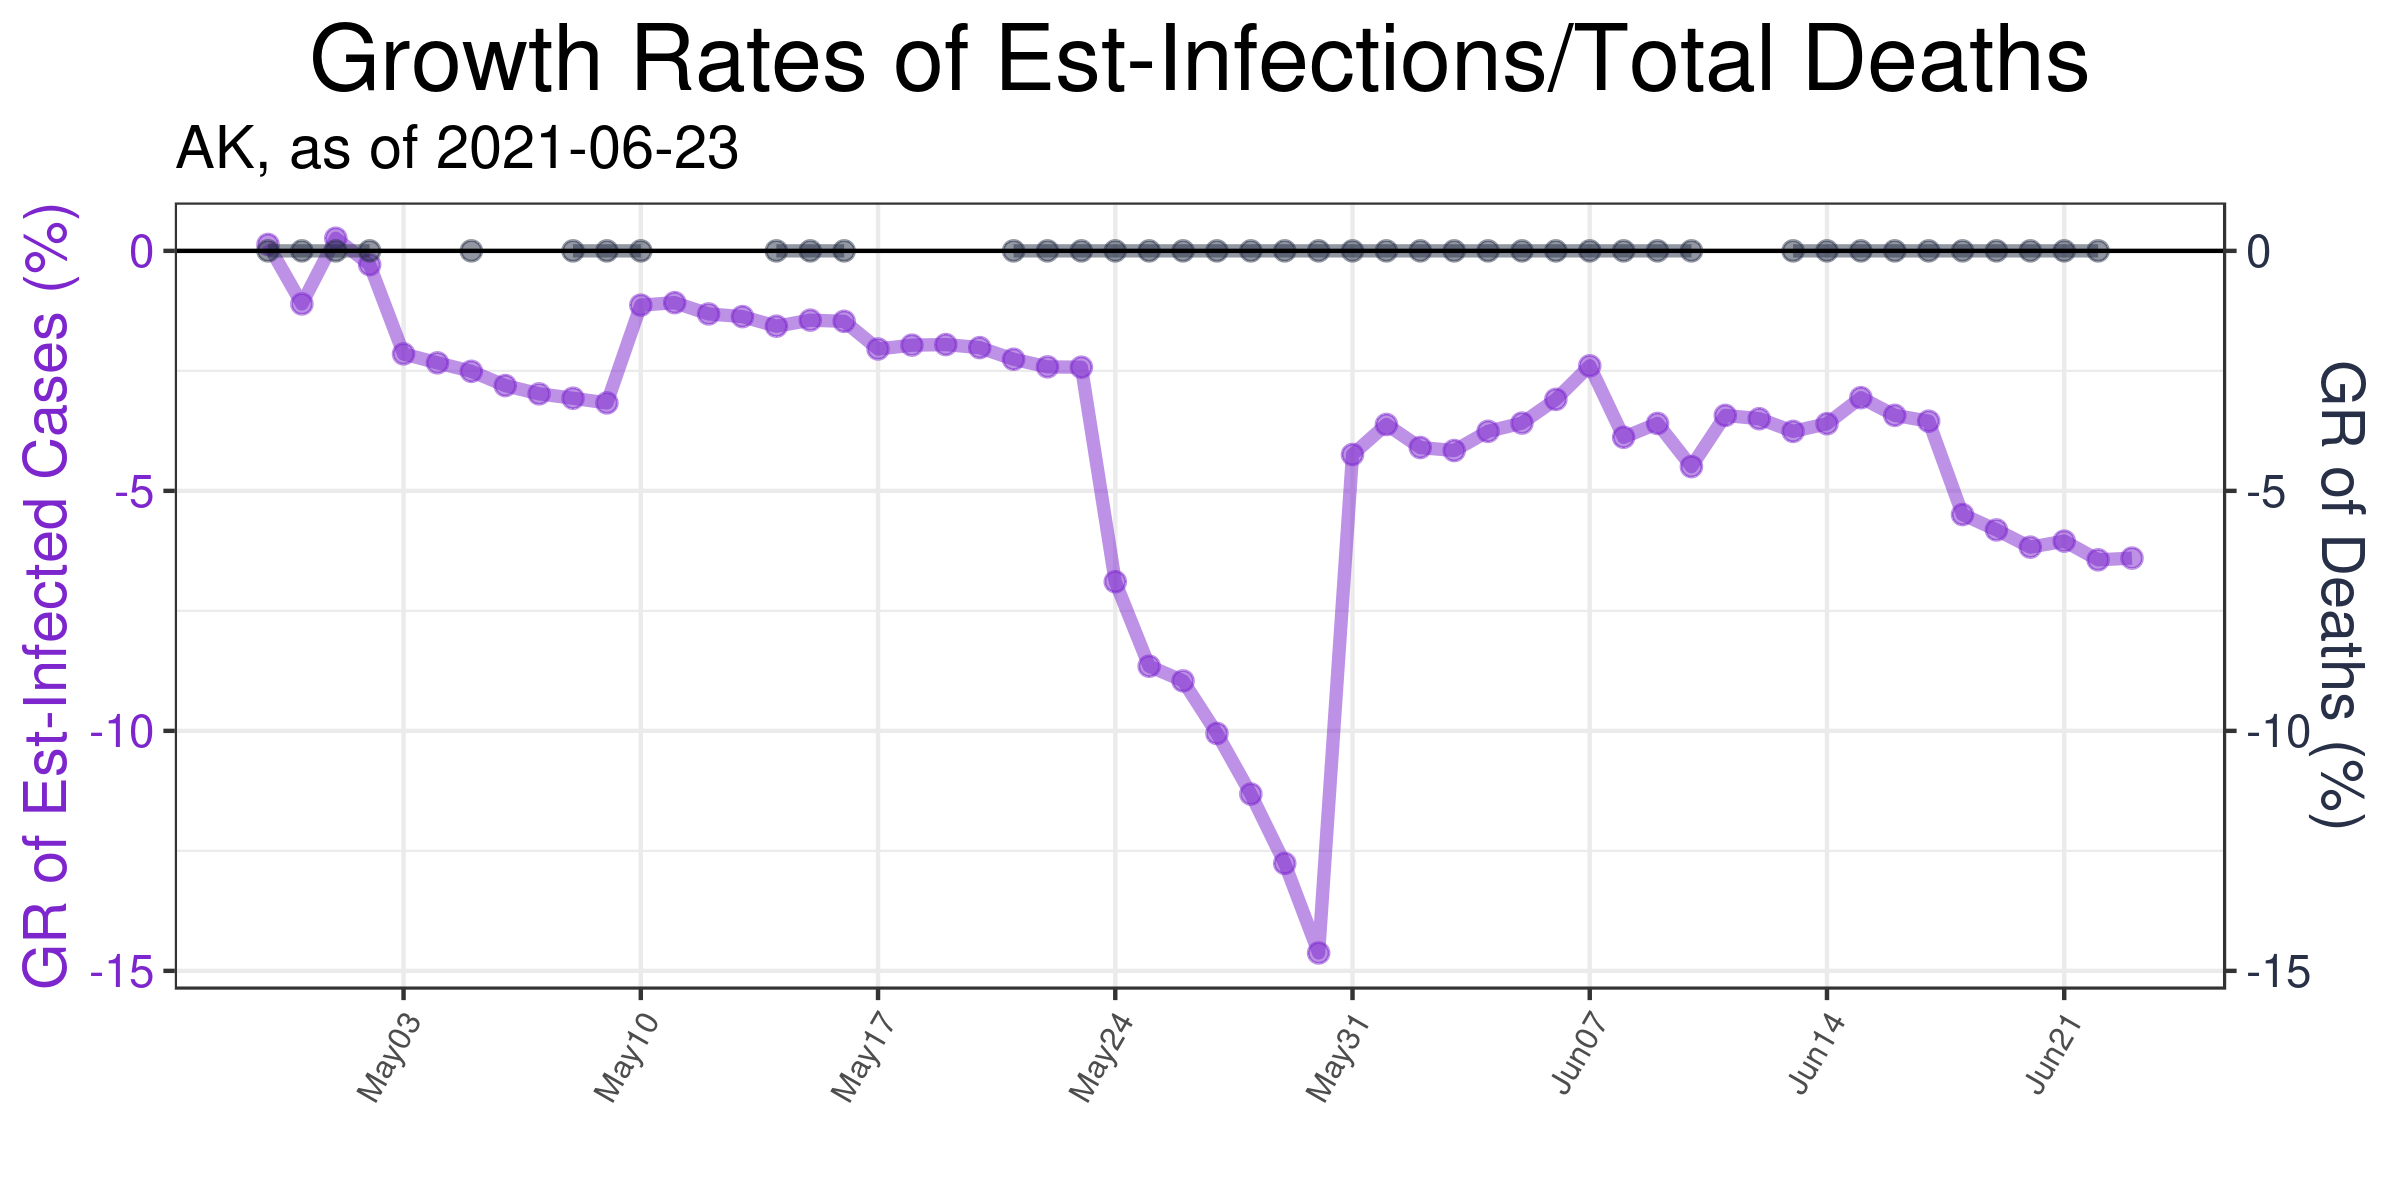 Growth Rates of Est-Infections/Total Deaths
AK, as of 2021-06-23
GR of Est-Infected Cases (%)
0
-5
-10
-15
0
-5
-10
-15
GR of Deaths (%)
May03
May10
May17
May24
May31
Jun07
Jun14
Jun21